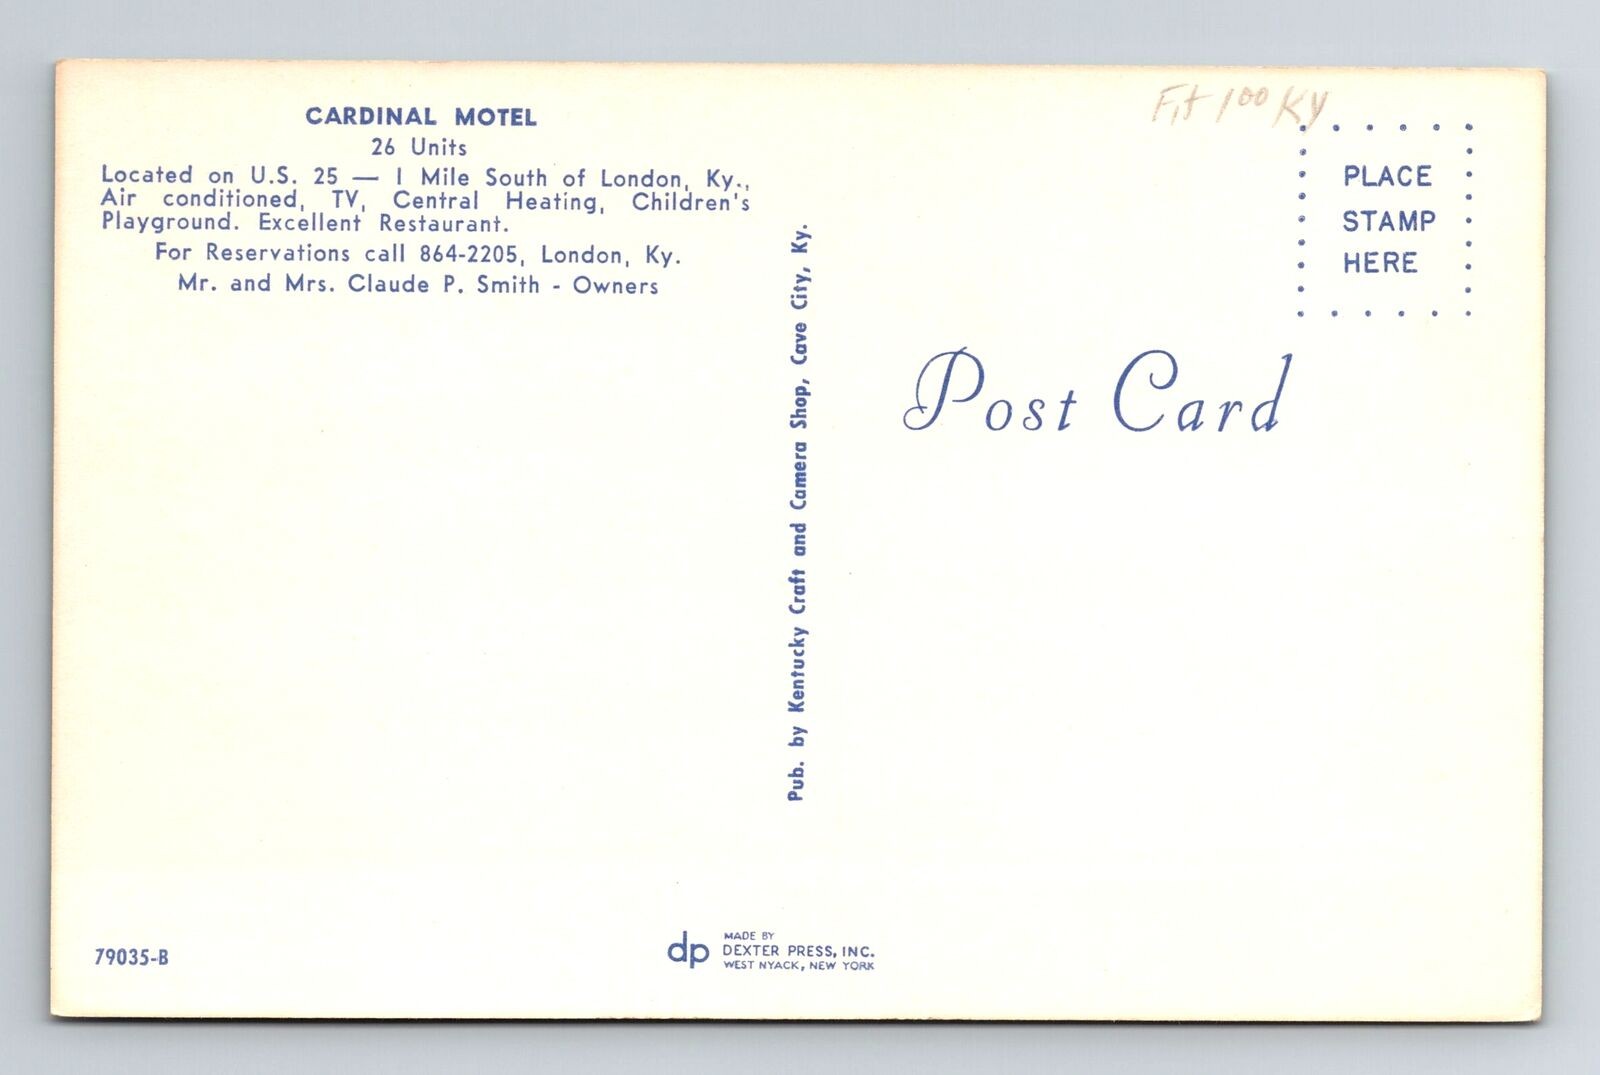 CARDINAL MOTEL
26 Units
Located on U.S. 25 — 1 Mile South of London, Ky.,
Air conditioned, TV, Central Heating, Children's
Playground. Excellent Restaurant.
For Reservations call 864-2205, London, Ky.
Mr. and Mrs. Claude P. Smith - Owners
79035-B
Pub. by Kentucky Craft and Camera Shop, Cave City, Ky.
dp
MADE BY
DEXTER PRESS, INC.
WEST NYACK, NEW YORK
1 00 KY
PLACE
STAMP
HERE
Post Card